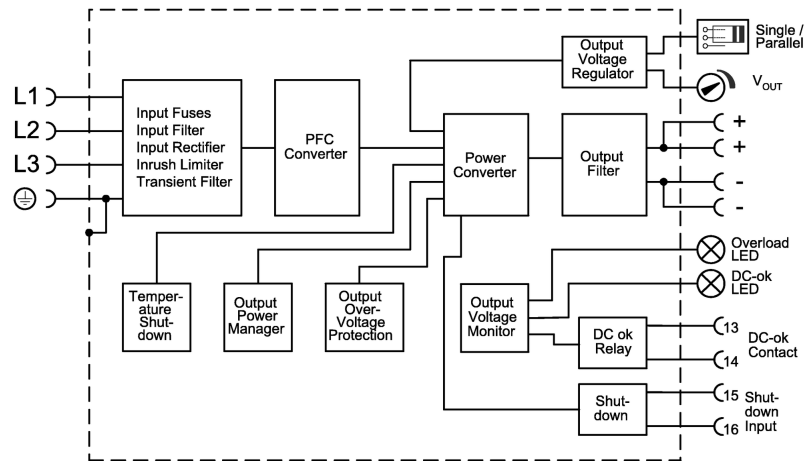 Single /
Parallel
Output
Voltage
Regulator
V_OUT
L1
L2
L3
Input Fuses
Input Filter
Input Rectifier
Inrush Limiter
Transient Filter
PFC
Converter
Power
Converter
Output
Filter
+
+
-
-
Temper-
ature
Shut-
down
Output
Power
Manager
Output
Over-
Voltage
Protection
Output
Voltage
Monitor
Overload
LED
DC-ok
LED
DC ok
Relay
13
14
DC-ok
Contact
Shut-
down
15
16
Shut-
down
Input